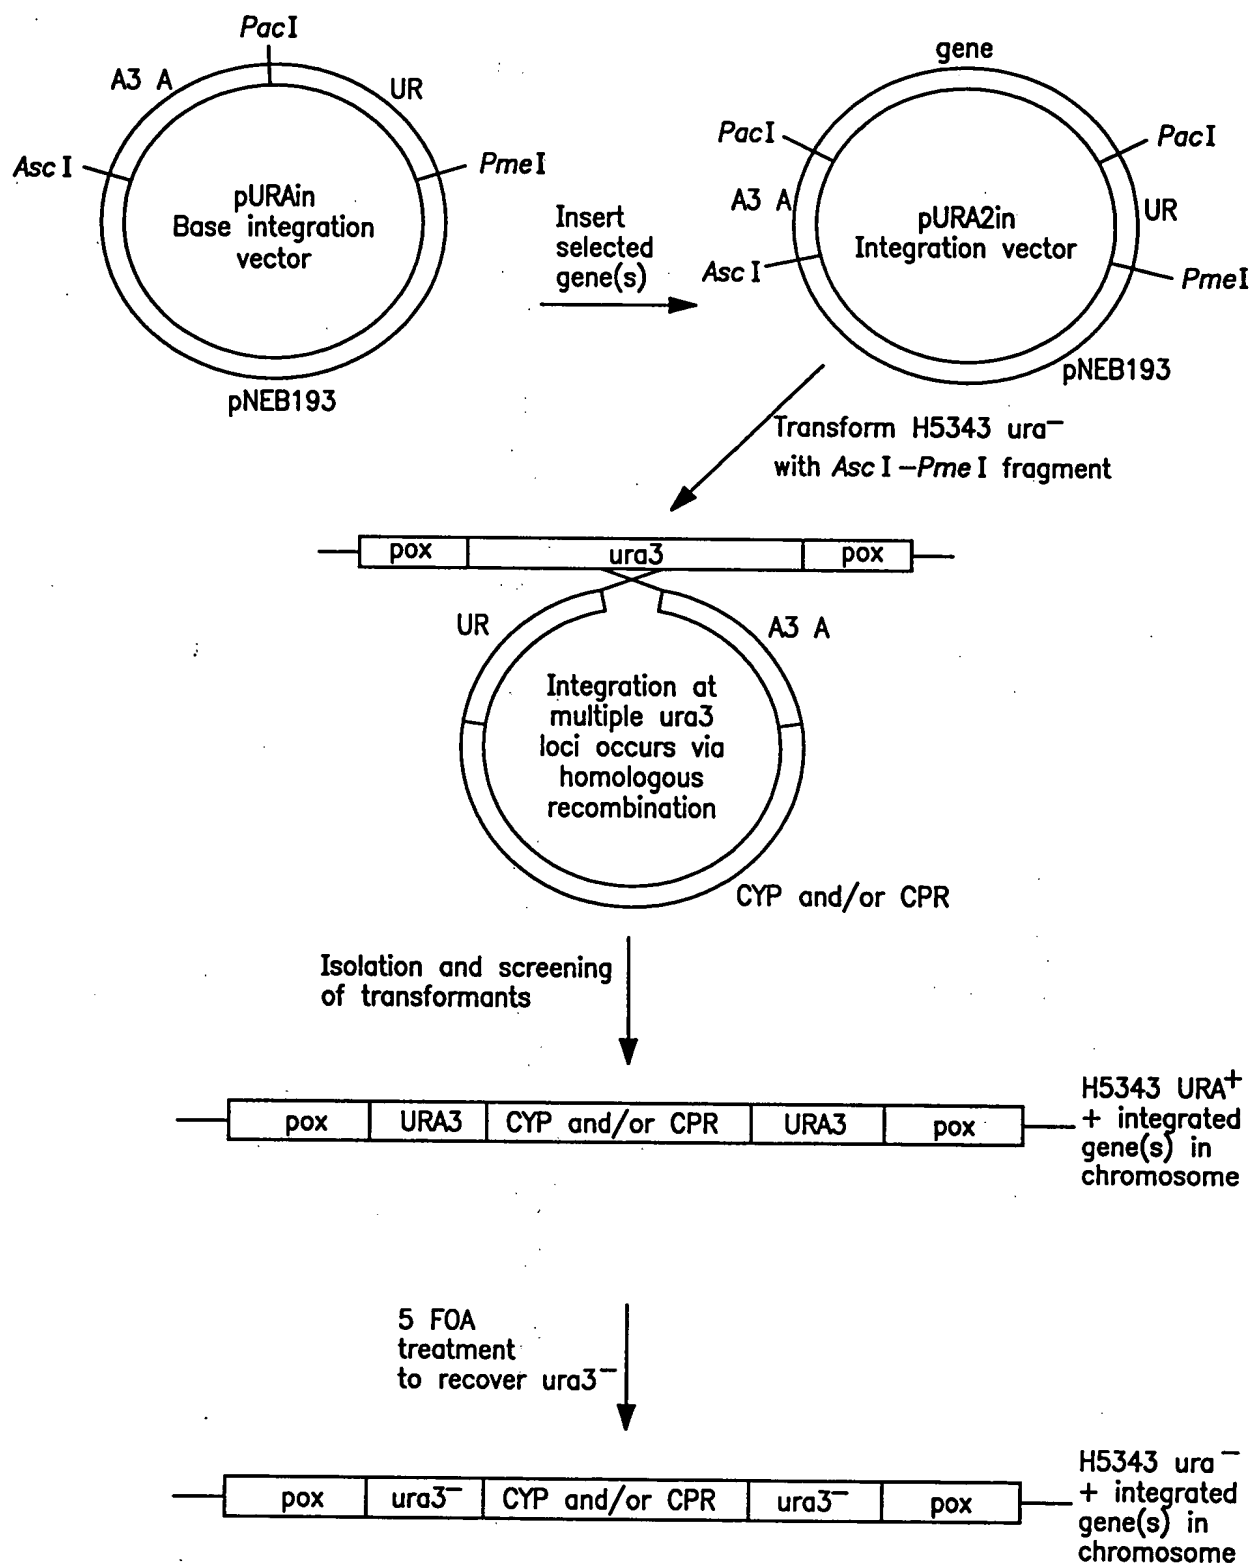 PacI
A3 A
UR
AscI
PmeI
pURAin
Base integration
vector
pNEB193
Insert
selected
gene(s)
gene
PacI
PacI
A3 A
UR
pURA2in
Integration vector
AscI
PmeI
pNEB193
Transform H5343 ura⁻
with AscI–PmeI fragment
pox
ura3
pox
UR
A3 A
Integration at
multiple ura3
loci occurs via
homologous
recombination
CYP and/or CPR
Isolation and screening
of transformants
pox
URA3
CYP and/or CPR
URA3
pox
H5343 URA⁺
+ integrated
gene(s) in
chromosome
5 FOA
treatment
to recover ura3⁻
pox
ura3⁻
CYP and/or CPR
ura3⁻
pox
H5343 ura⁻
+ integrated
gene(s) in
chromosome